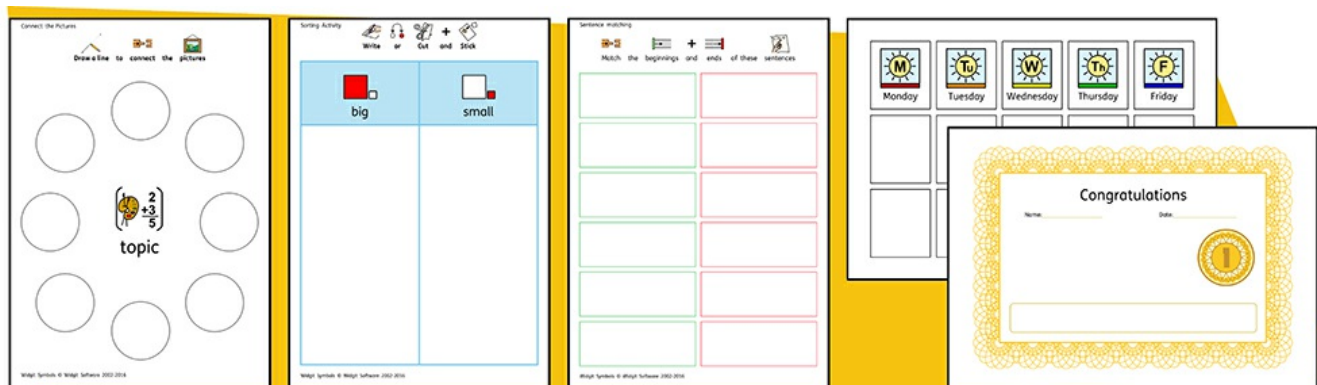 Connect the Pictures
Draw a line to connect the pictures
2
+3
5
topic
Widgit Symbols © Widgit Software 2002-2016
Sorting Activity
+
Write or Cut and Stick
big small
Widgit Symbols © Widgit Software 2002-2016
Sentence matching
+
Match the beginnings and ends of these sentences
Widgit Symbols © Widgit Software 2002-2016
M Tu W Th F
Monday Tuesday Wednesday Thursday Friday
Congratulations
Name: Date:
1